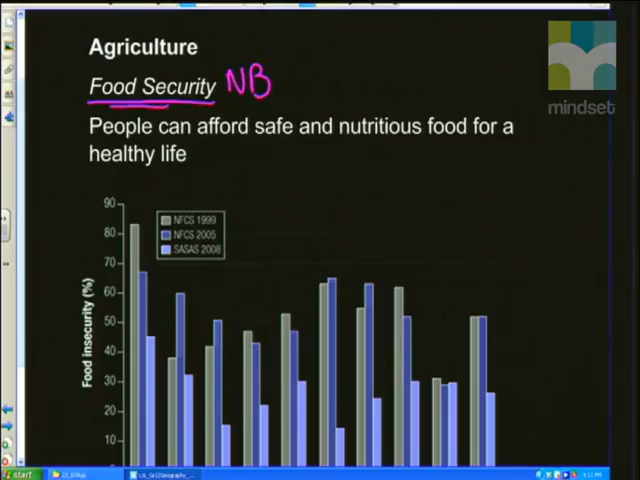 Agriculture
Food Security NB
mindset
People can afford safe and nutritious food for a
healthy life
90
80
70
60
50
40
30
20
10
Food insecurity (%)
NFCS 1999
NFCS 2005
SASAS 2008
start